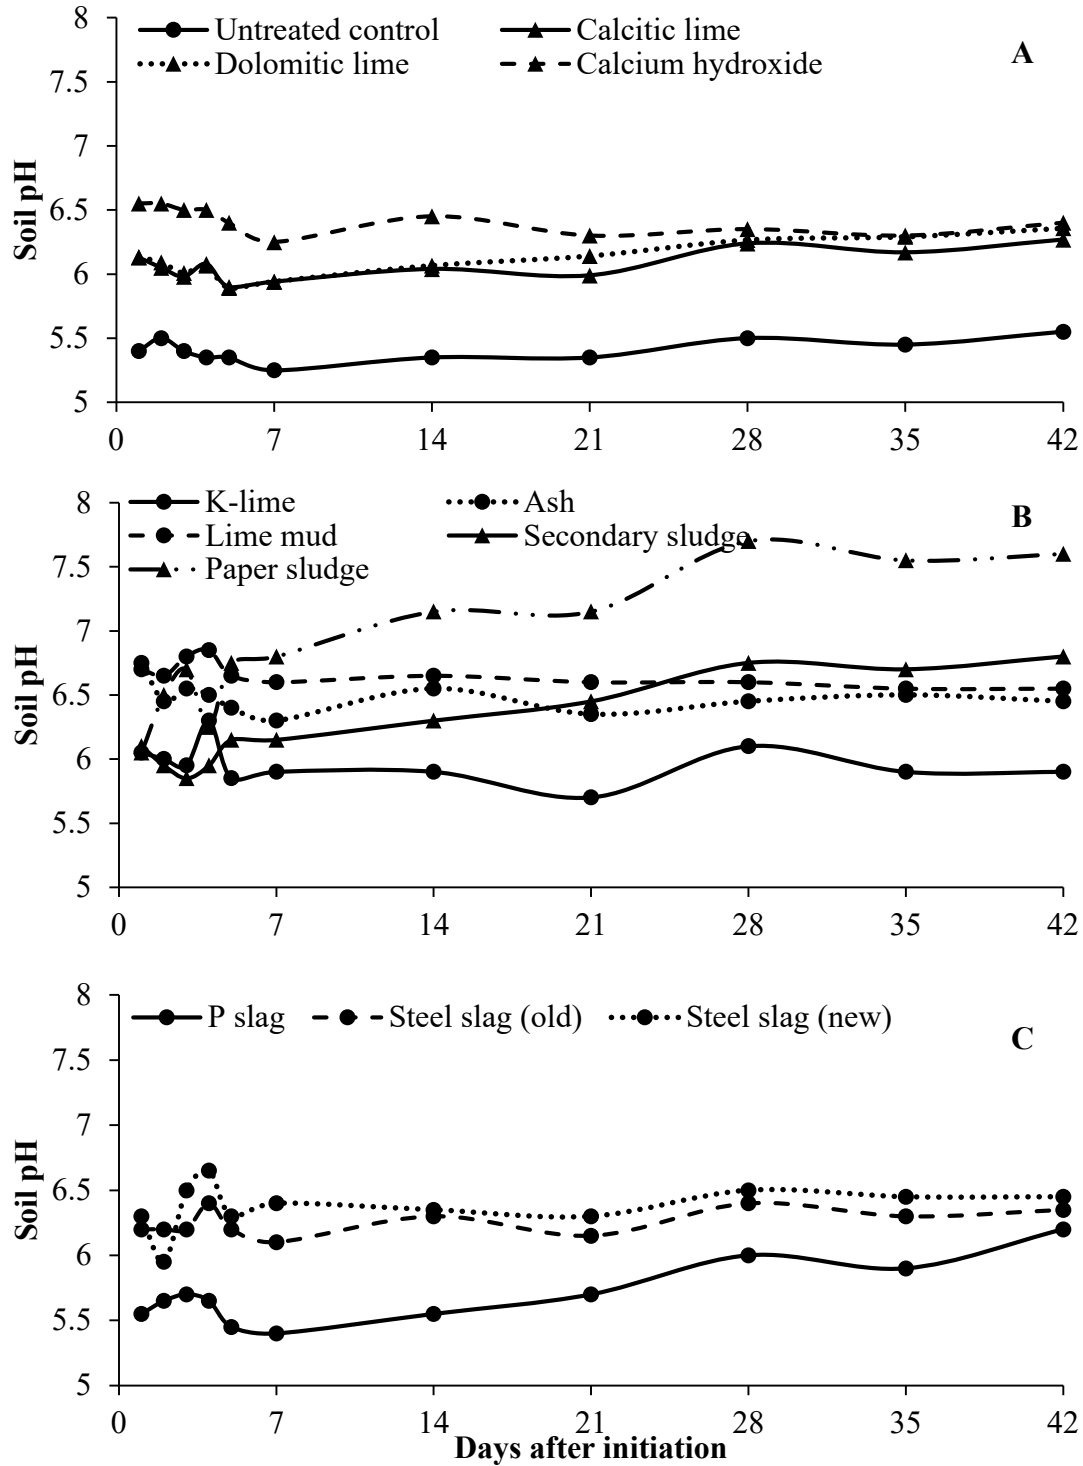 8
Untreated control
Calcitic lime
A
Dolomitic lime
Calcium hydroxide
7.5
7
6.5
6
5.5
5
Soil pH
0 7 14 21 28 35 42
8
K-lime
Ash
B
Lime mud
Secondary sludge
Paper sludge
7.5
7
6.5
6
5.5
5
Soil pH
0 7 14 21 28 35 42
8
P slag
Steel slag (old)
Steel slag (new)
C
7.5
7
6.5
6
5.5
5
Soil pH
0 7 14 21 28 35 42
Days after initiation